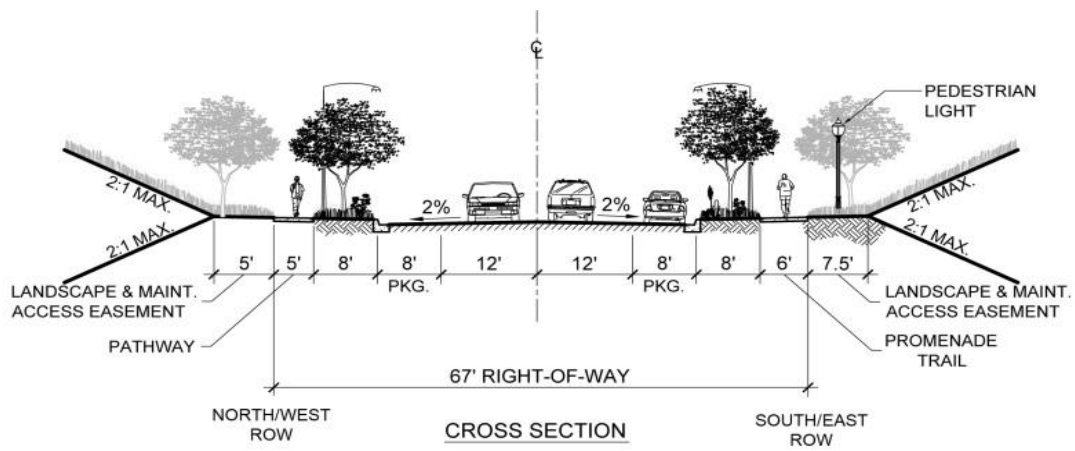 ℄
PEDESTRIAN
LIGHT
2:1 MAX.
2:1 MAX.
2%
2%
2:1 MAX.
2:1 MAX.
5' 5' 8' 8' 12' 12' 8' 8' 6' 7.5'
PKG. PKG.
LANDSCAPE & MAINT.
ACCESS EASEMENT
PATHWAY
LANDSCAPE & MAINT.
ACCESS EASEMENT
PROMENADE
TRAIL
67' RIGHT-OF-WAY
NORTH/WEST
ROW
CROSS SECTION
SOUTH/EAST
ROW